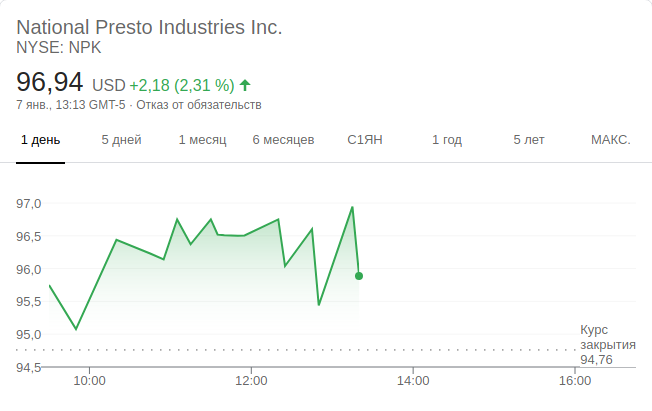 National Presto Industries Inc.
NYSE: NPK
96,94 USD +2,18 (2,31 %)
7 янв., 13:13 GMT-5 · Отказ от обязательств
1 день 5 дней 1 месяц 6 месяцев С1ЯН 1 год 5 лет МАКС.
97,0
96,5
96,0
95,5
95,0
94,5
Курс
закрытия
94,76
10:00 12:00 14:00 16:00